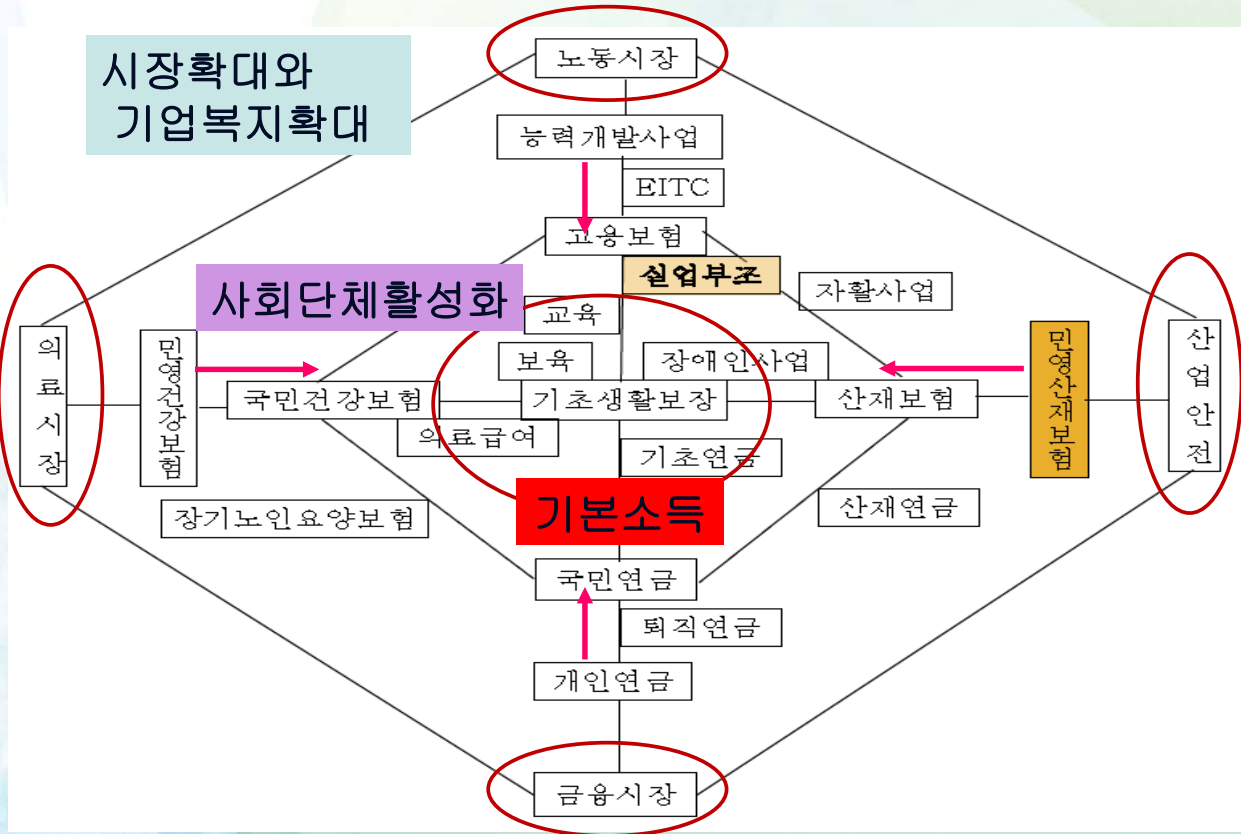 시장확대와
기업복지확대
노동시장
능력개발사업
EITC
고용보험
실업부조
사회단체활성화
자활사업
교육
보육
장애인사업
의료시장
민영건강보험
국민건강보험
기초생활보장
산재보험
민영산재보험
산업안전
의료급여
기초연금
기본소득
장기노인요양보험
산재연금
국민연금
퇴직연금
개인연금
금융시장